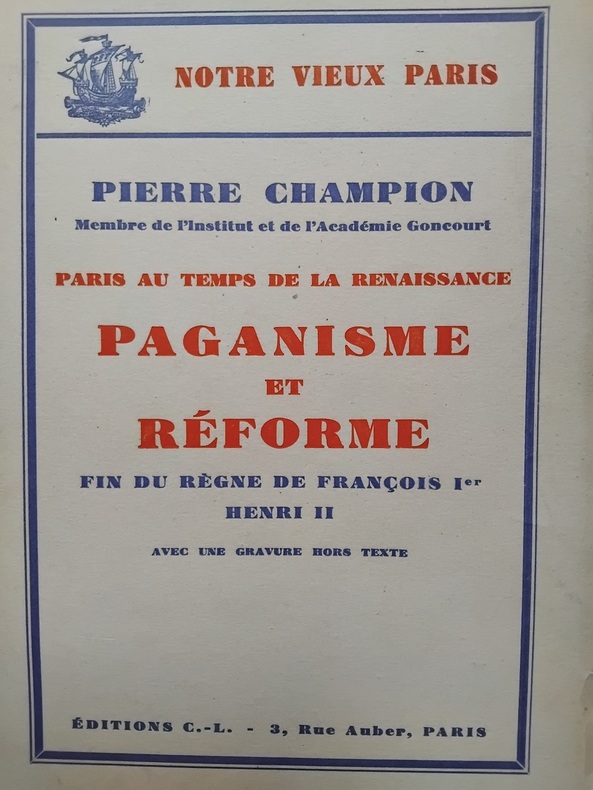 NOTRE VIEUX PARIS
PIERRE CHAMPION
Membre de l'Institut et de l'Académie Goncourt
PARIS AU TEMPS DE LA RENAISSANCE
PAGANISME
ET
RÉFORME
FIN DU RÈGNE DE FRANÇOIS Ier
HENRI II
AVEC UNE GRAVURE HORS TEXTE
ÉDITIONS C.-L. - 3, Rue Auber, PARIS